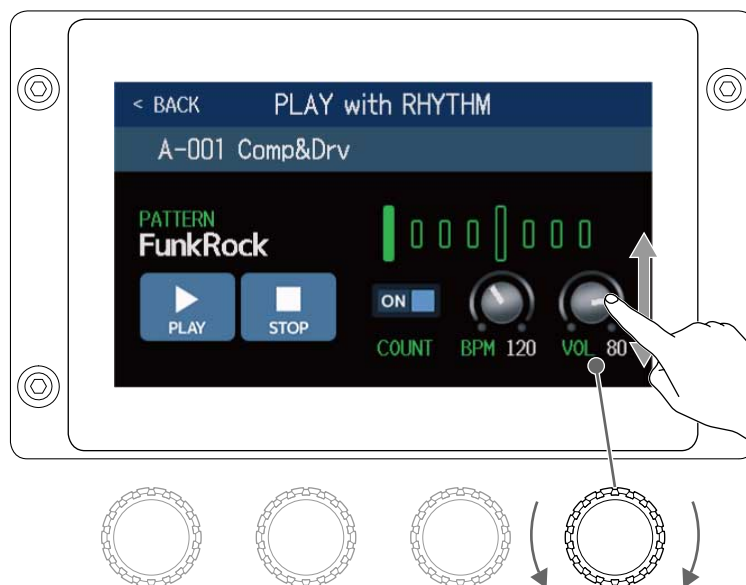 < BACK PLAY with RHYTHM
A-001 Comp&Drv
PATTERN
FunkRock
PLAY STOP
ON
COUNT BPM 120 VOL 80